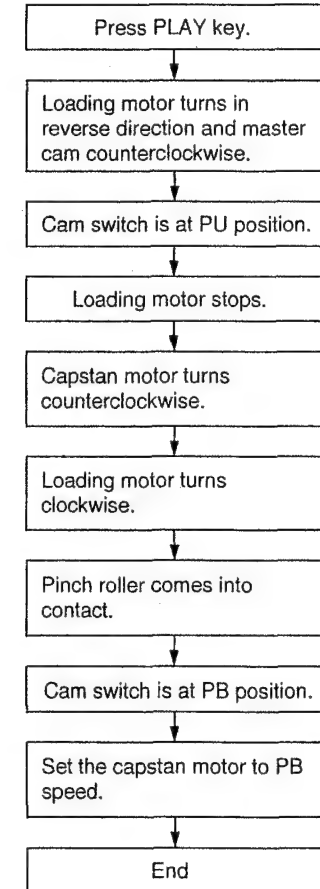 Press PLAY key.
Loading motor turns in
reverse direction and master
cam counterclockwise.
Cam switch is at PU position.
Loading motor stops.
Capstan motor turns
counterclockwise.
Loading motor turns
clockwise.
Pinch roller comes into
contact.
Cam switch is at PB position.
Set the capstan motor to PB
speed.
End